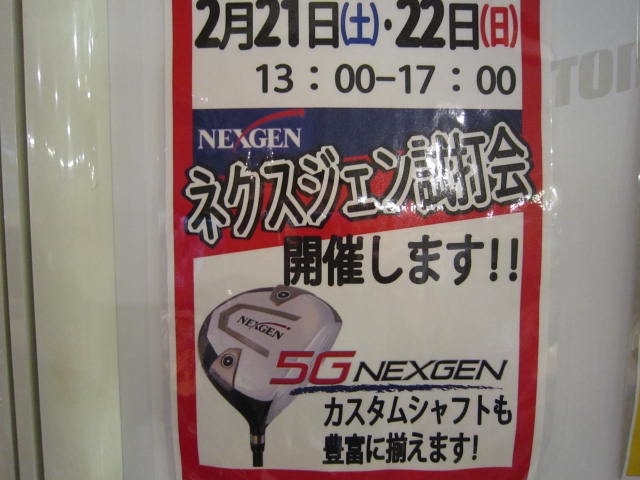 2月21日(土)・22日(日)
13：00-17：00
NEXGEN
ネクスジェン試打会
開催します!!
NEXGEN
5G NEXGEN
カスタムシャフトも
豊富に揃えます!